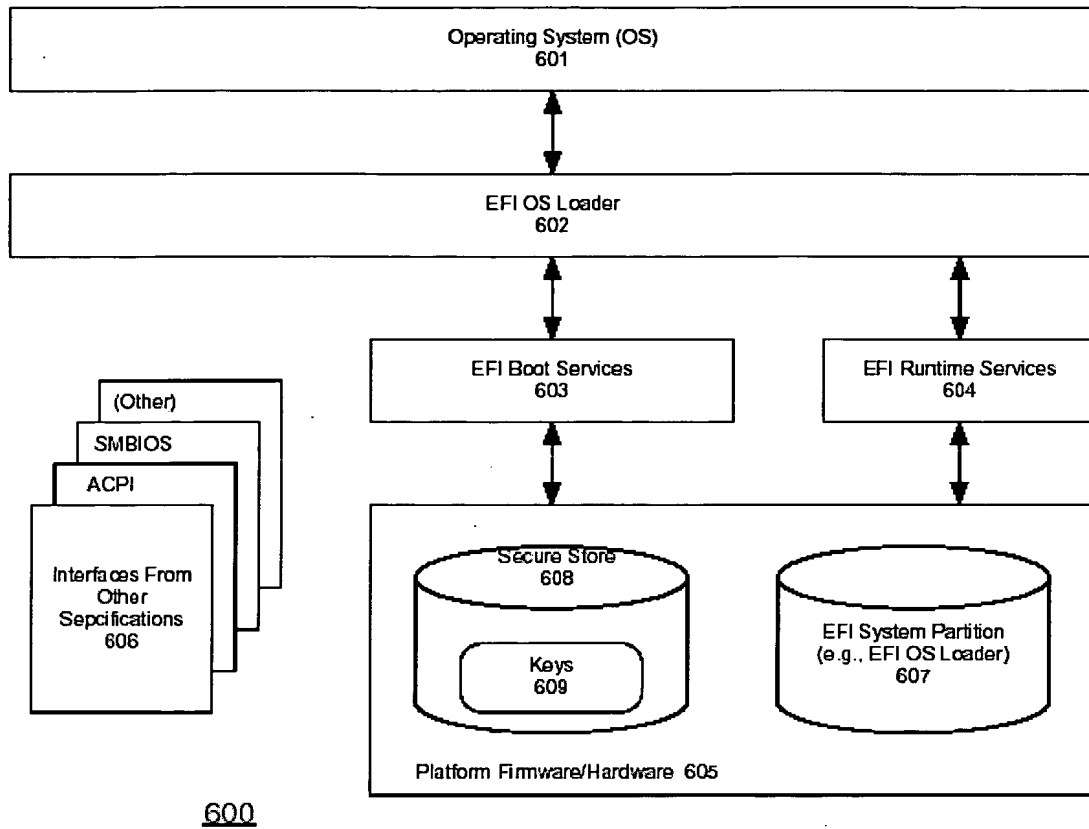 Operating System (OS)
601
EFI OS Loader
602
EFI Boot Services
603
EFI Runtime Services
604
(Other)
SMBIOS
ACPI
Interfaces From
Other
Sepcifications
606
Secure Store
608
Keys
609
EFI System Partition
(e.g., EFI OS Loader)
607
Platform Firmware/Hardware 605
600